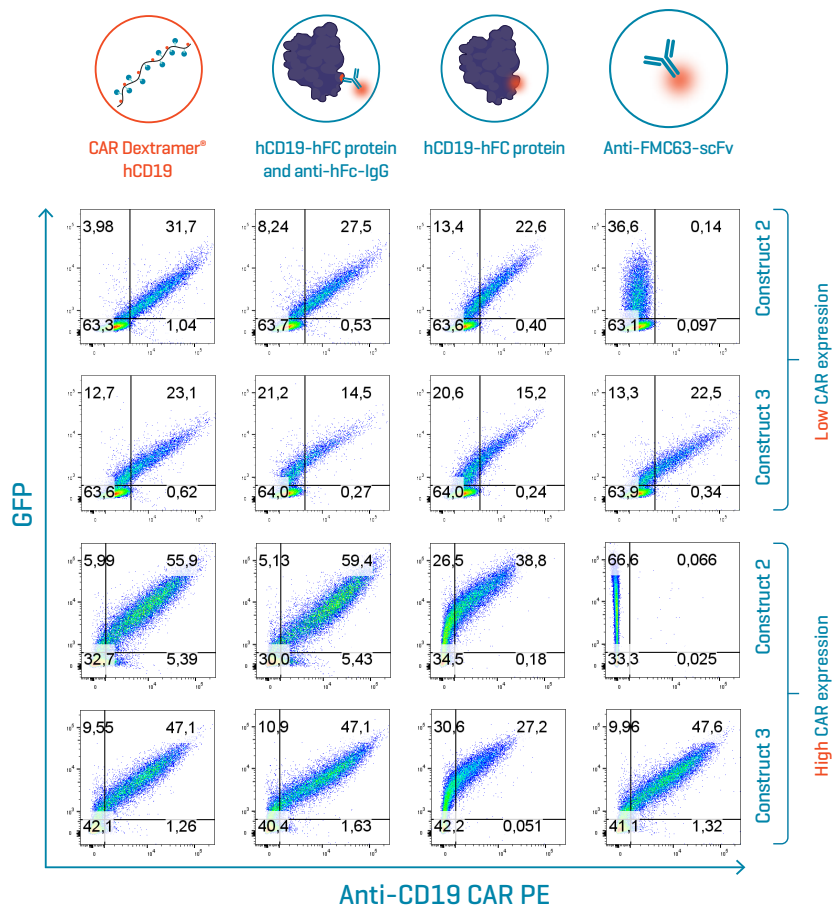 CAR Dextramer®
hCD19
hCD19-hFC protein
and anti-hFc-IgG
hCD19-hFC protein
Anti-FMC63-scFv
3,98 31,7
63,3 1,04
8,24 27,5
63,7 0,53
13,4 22,6
63,6 0,40
36,6 0,14
63,1 0,097
Construct 2
12,7 23,1
63,6 0,62
21,2 14,5
64,0 0,27
20,6 15,2
64,0 0,24
13,3 22,5
63,9 0,34
Construct 3
Low CAR expression
5,99 55,9
32,7 5,39
5,13 59,4
30,0 5,43
26,5 38,8
34,5 0,18
66,6 0,066
33,3 0,025
Construct 2
9,55 47,1
42,1 1,26
10,9 47,1
40,4 1,63
30,6 27,2
42,2 0,051
9,96 47,6
41,1 1,32
Construct 3
High CAR expression
GFP
Anti-CD19 CAR PE